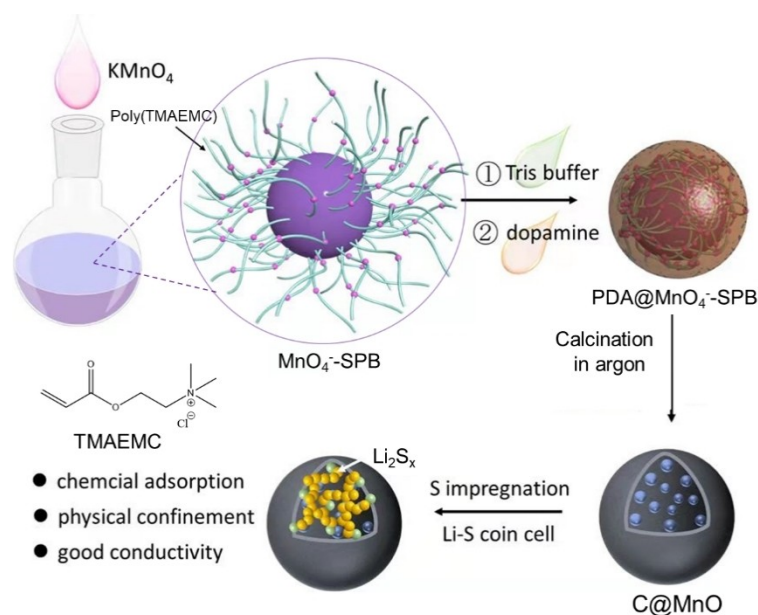 KMnO₄
Poly(TMAEMC)
① Tris buffer
② dopamine
MnO₄⁻-SPB
PDA@MnO₄⁻-SPB
Calcination
in argon
O
O
N
⊕
Cl⊖
TMAEMC
● chemcial adsorption
● physical confinement
● good conductivity
Li₂Sₓ
S impregnation
Li-S coin cell
C@MnO